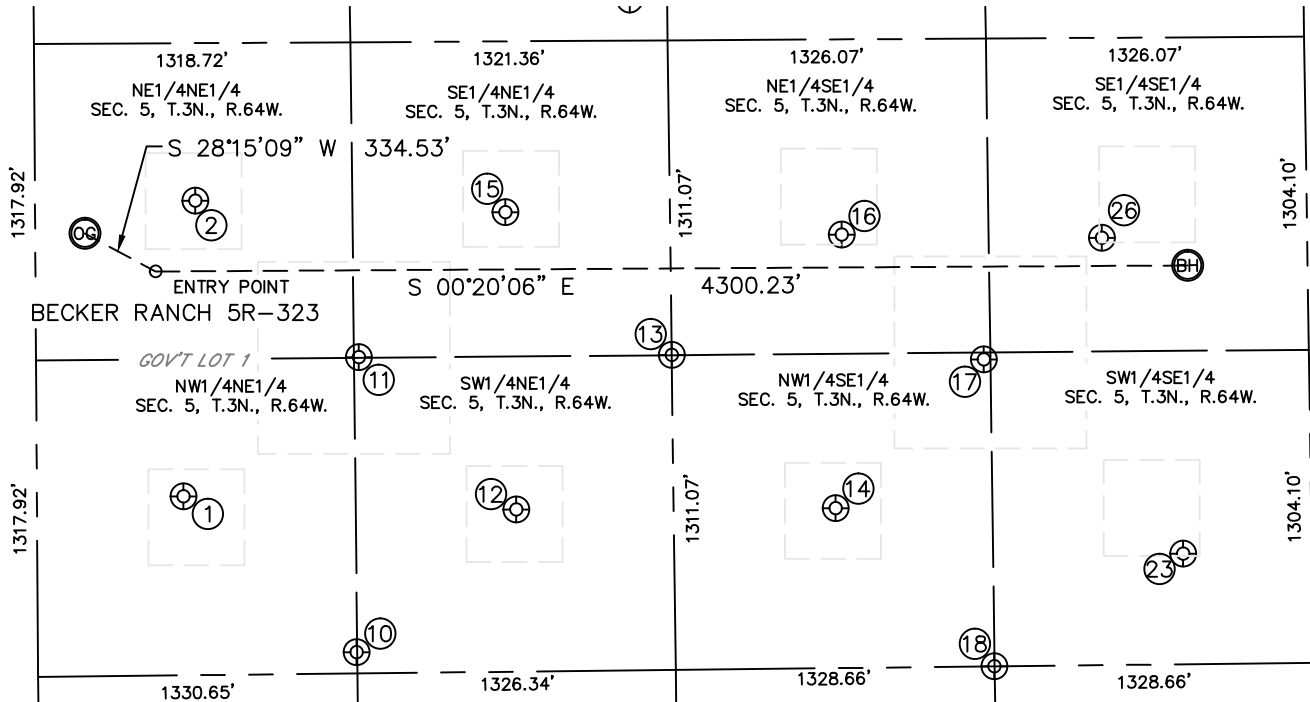 1318.72'
1321.36'
1326.07'
1326.07'
NE1/4NE1/4
SEC. 5, T.3N., R.64W.
SE1/4NE1/4
SEC. 5, T.3N., R.64W.
NE1/4SE1/4
SEC. 5, T.3N., R.64W.
SE1/4SE1/4
SEC. 5, T.3N., R.64W.
S 28°15'09" W 334.53'
1317.92'
1311.07'
1304.10'
OG
2
15
16
26
BH
ENTRY POINT
S 00°20'06" E 4300.23'
BECKER RANCH 5R-323
13
GOV'T LOT 1
11
17
NW1/4NE1/4
SEC. 5, T.3N., R.64W.
SW1/4NE1/4
SEC. 5, T.3N., R.64W.
NW1/4SE1/4
SEC. 5, T.3N., R.64W.
SW1/4SE1/4
SEC. 5, T.3N., R.64W.
1317.92'
1311.07'
1304.10'
1
12
14
23
10
18
1330.65'
1326.34'
1328.66'
1328.66'